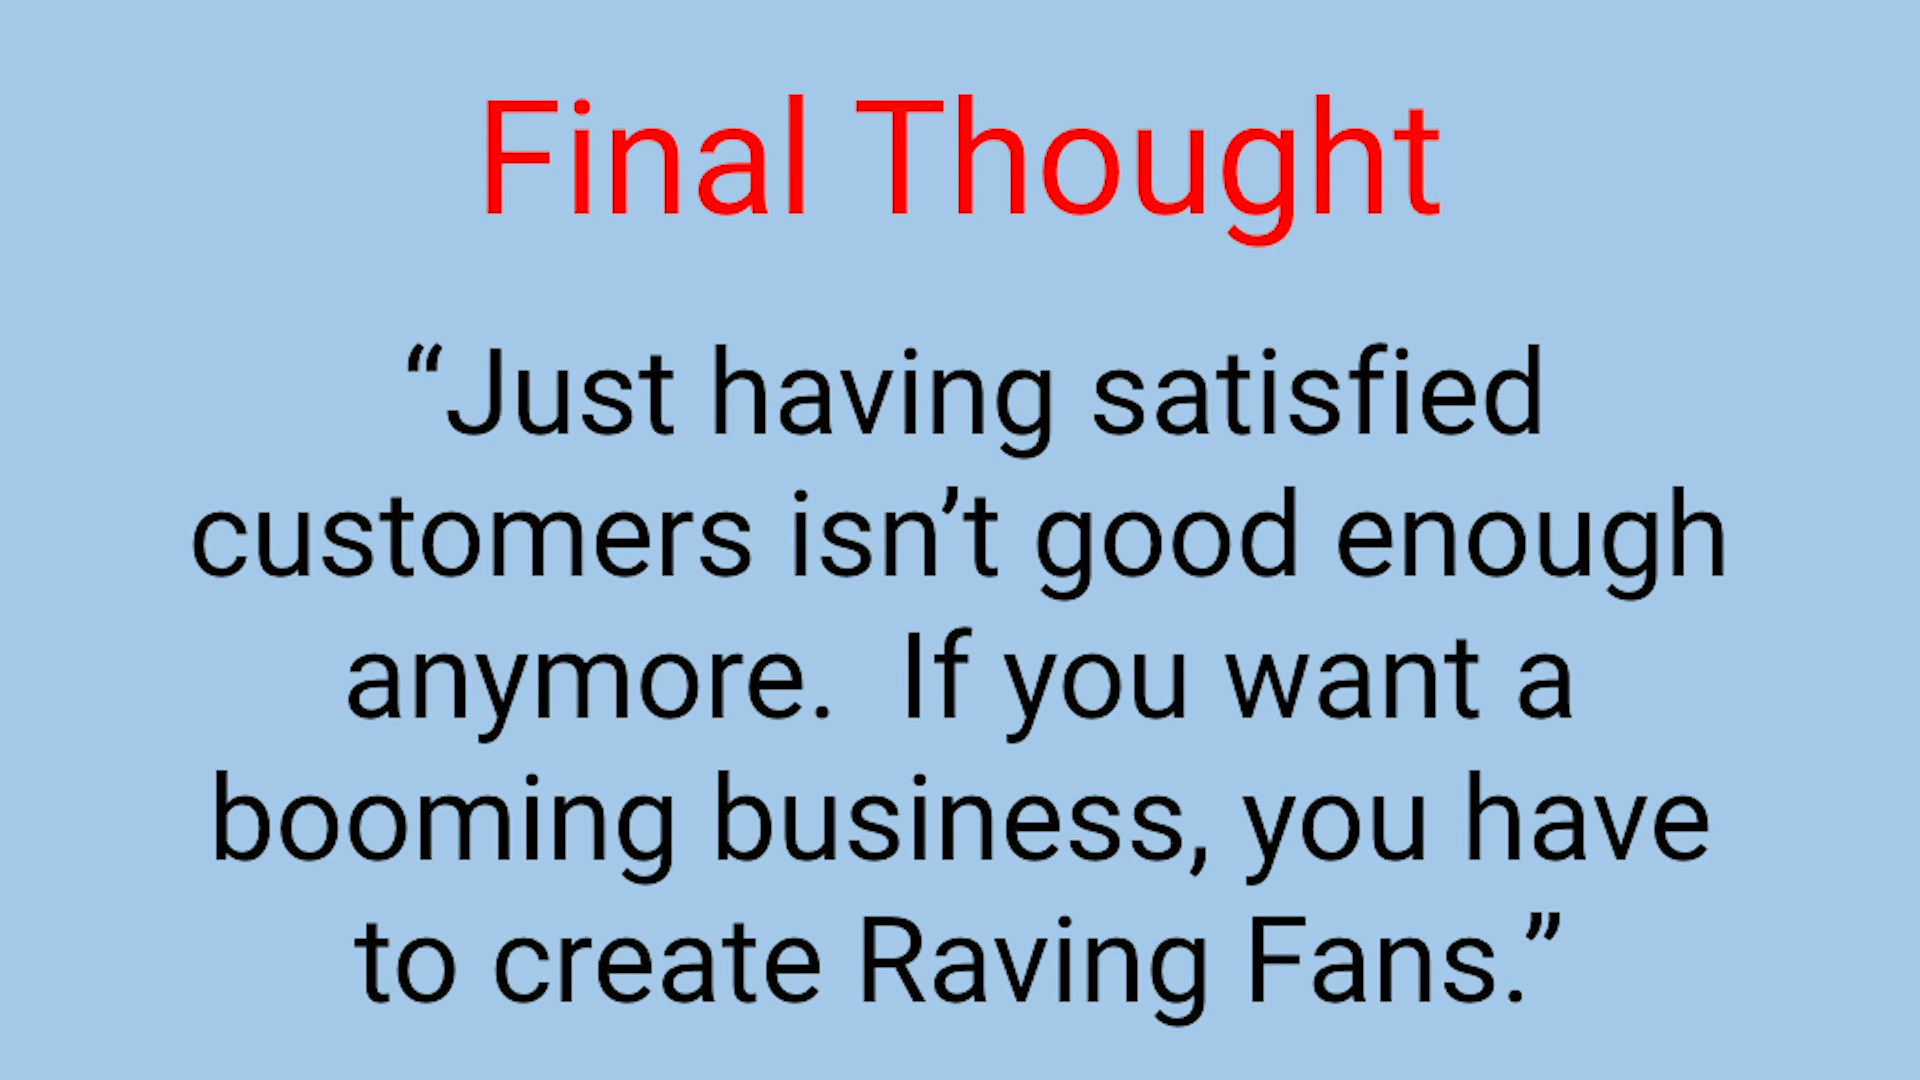 Final Thought
“Just having satisfied
customers isn’t good enough
anymore.  If you want a
booming business, you have
to create Raving Fans.”